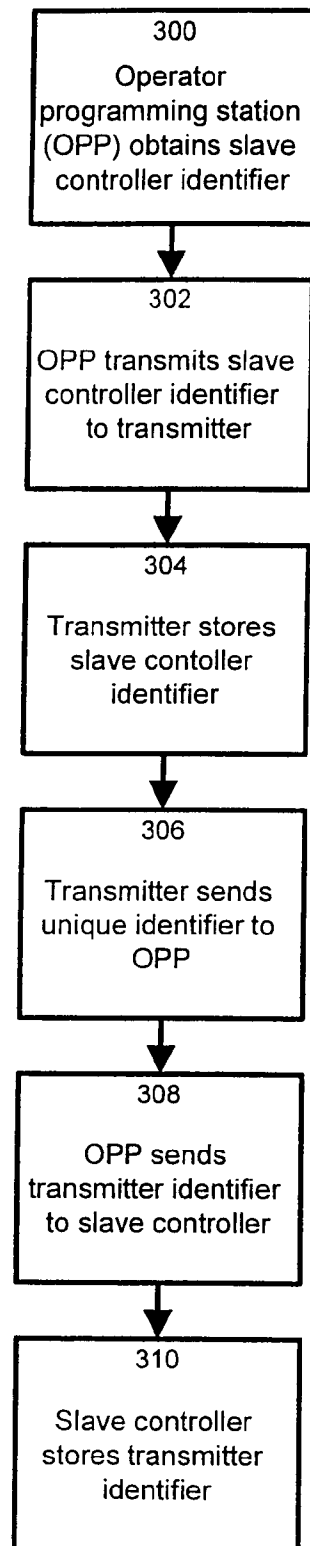 300
Operator
programming station
(OPP) obtains slave
controller identifier
302
OPP transmits slave
controller identifier
to transmitter
304
Transmitter stores
slave contoller
identifier
306
Transmitter sends
unique identifier to
OPP
308
OPP sends
transmitter identifier
to slave controller
310
Slave controller
stores transmitter
identifier